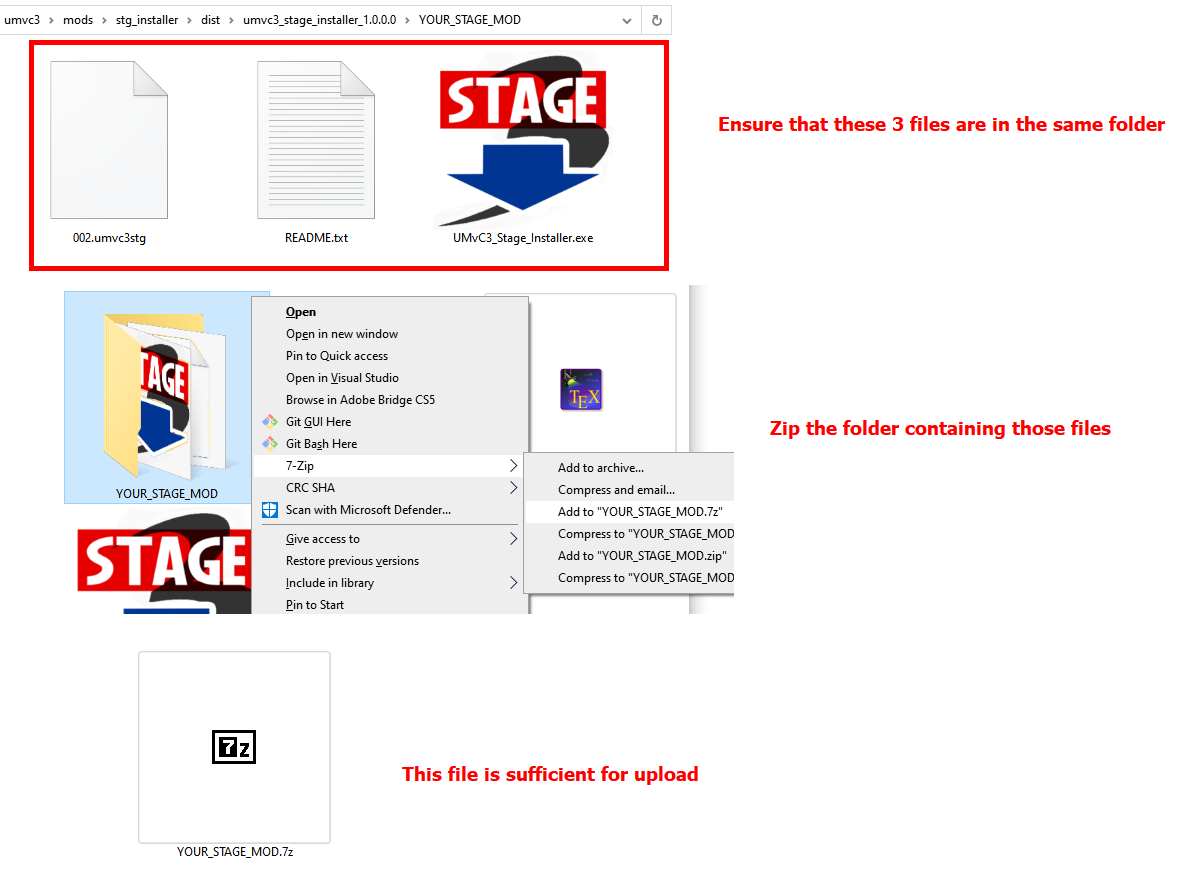 umvc3 > mods > stg_installer > dist > umvc3_stage_installer_1.0.0.0 > YOUR_STAGE_MOD
STAGE
Ensure that these 3 files are in the same folder
002.umvc3stg
README.txt
UMvC3_Stage_Installer.exe
Open
Open in new window
Pin to Quick access
Open in Visual Studio
Browse in Adobe Bridge CS5
Git GUI Here
Git Bash Here
7-Zip
CRC SHA
Scan with Microsoft Defender...
Give access to
Restore previous versions
Include in library
Pin to Start
TAGE
YOUR_STAGE_MOD
STAGE
TEX
Add to archive...
Compress and email...
Add to "YOUR_STAGE_MOD.7z"
Compress to "YOUR_STAGE_MOD
Add to "YOUR_STAGE_MOD.zip"
Compress to "YOUR_STAGE_MOD
Zip the folder containing those files
7z
This file is sufficient for upload
YOUR_STAGE_MOD.7z